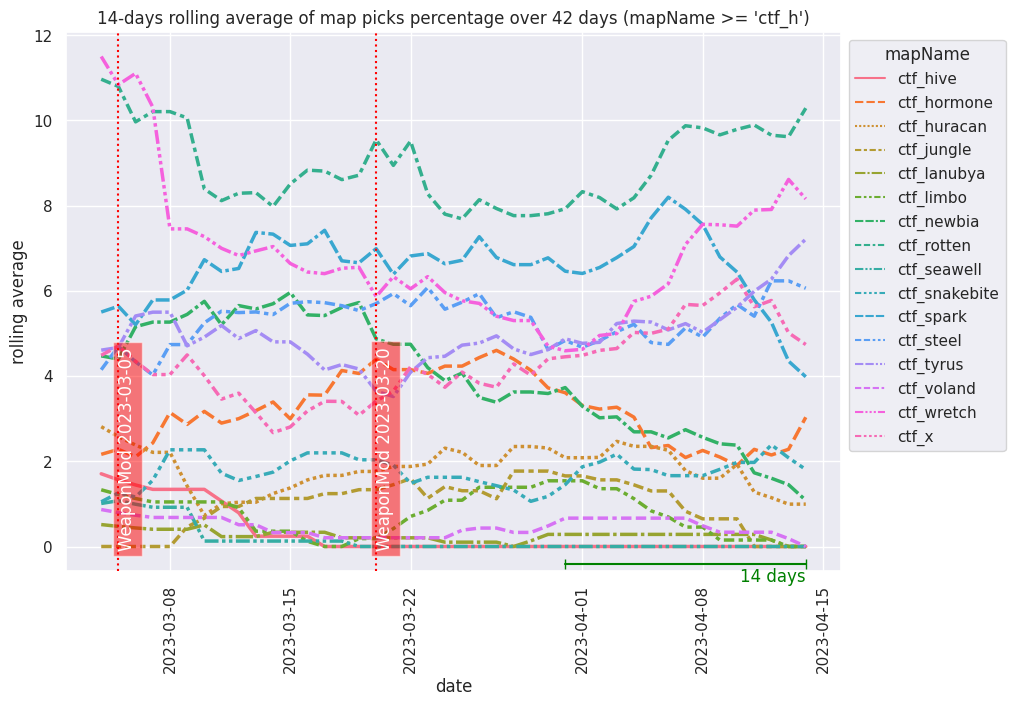 14-days rolling average of map picks percentage over 42 days (mapName >= 'ctf_h')
12
10
8
6
4
2
0
rolling average
WeaponMod 2023-03-05
WeaponMod 2023-03-20
14 days
2023-03-08
2023-03-15
2023-03-22
2023-04-01
2023-04-08
2023-04-15
date
mapName
ctf_hive
ctf_hormone
ctf_huracan
ctf_jungle
ctf_lanubya
ctf_limbo
ctf_newbia
ctf_rotten
ctf_seawell
ctf_snakebite
ctf_spark
ctf_steel
ctf_tyrus
ctf_voland
ctf_wretch
ctf_x